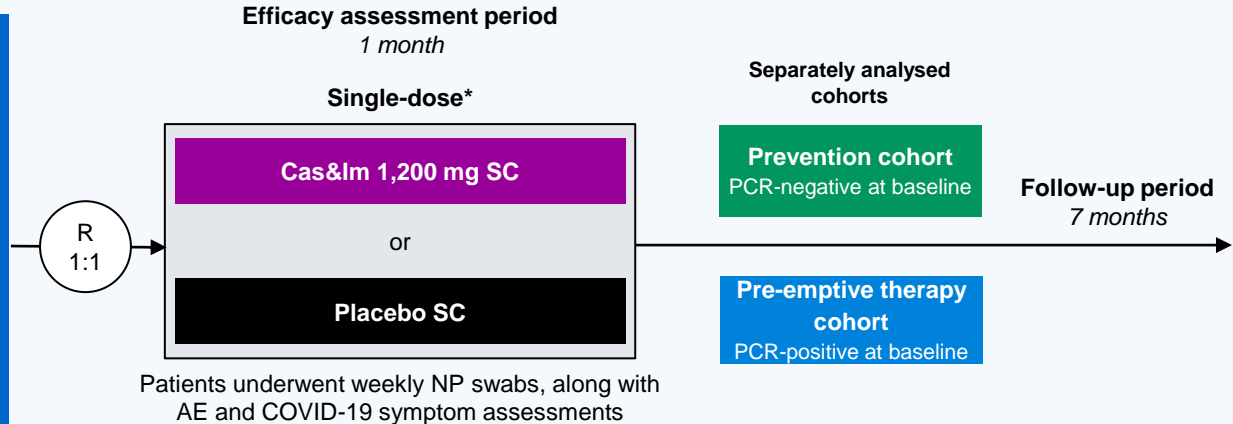 Efficacy assessment period
1 month
Single-dose*
Cas&Im 1,200 mg SC
or
Placebo SC
Patients underwent weekly NP swabs, along with
AE and COVID-19 symptom assessments
R
1:1
Separately analysed
cohorts
Prevention cohort
PCR-negative at baseline
Pre-emptive therapy
cohort
PCR-positive at baseline
Follow-up period
7 months